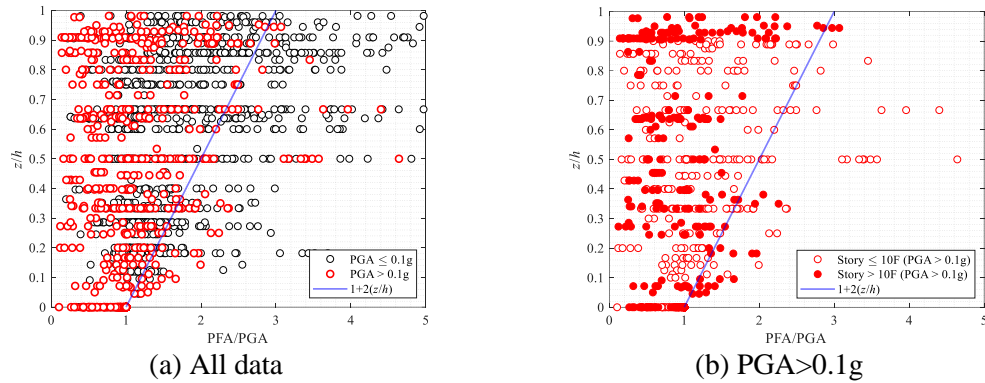 1
0.9
0.8
0.7
0.6
0.5
0.4
0.3
0.2
0.1
0
z/h
0 1 2 3 4 5
PFA/PGA
PGA ≤ 0.1g
PGA > 0.1g
1+2(z/h)
(a) All data
1
0.9
0.8
0.7
0.6
0.5
0.4
0.3
0.2
0.1
0
z/h
0 1 2 3 4 5
PFA/PGA
Story ≤ 10F (PGA > 0.1g)
Story > 10F (PGA > 0.1g)
1+2(z/h)
(b) PGA>0.1g